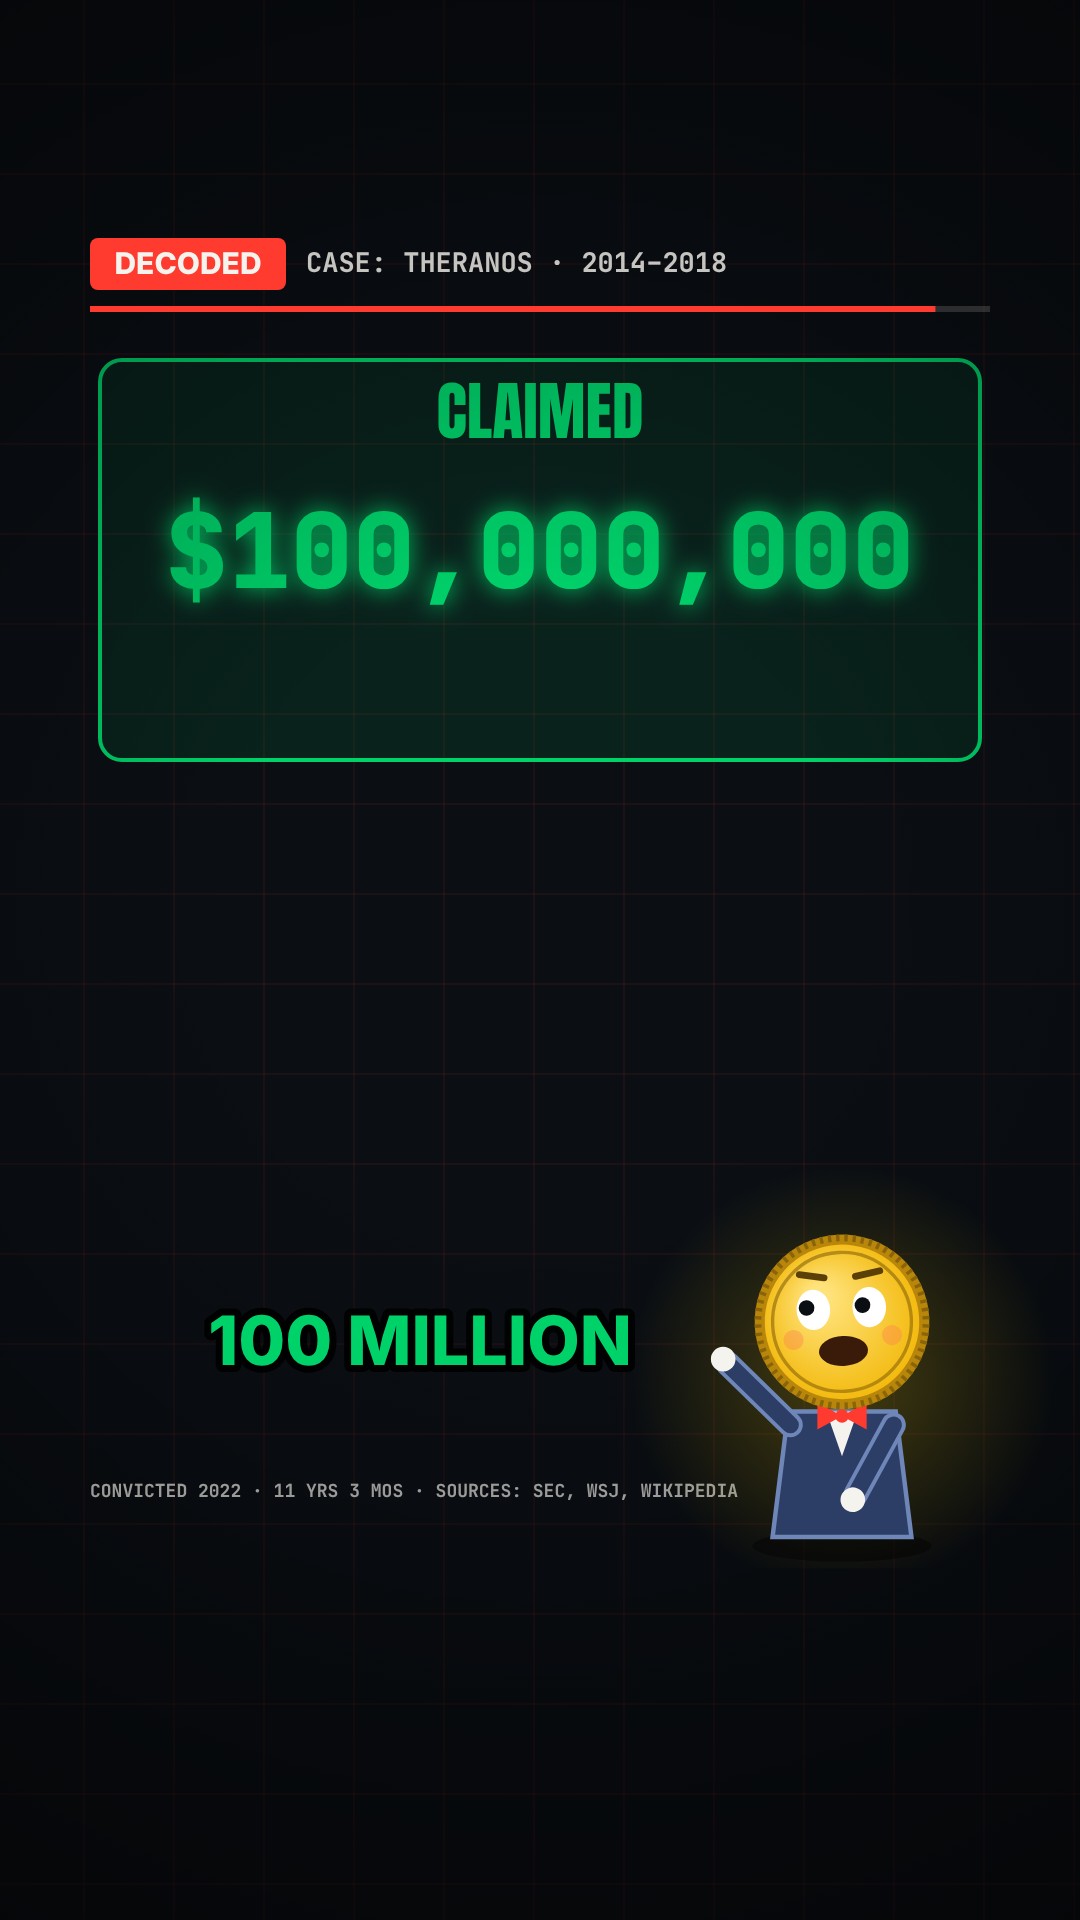 DECODED
CASE: THERANOS · 2014–2018
CLAIMED
$100,000,000
100 MILLION
CONVICTED 2022 · 11 YRS 3 MOS · SOURCES: SEC, WSJ, WIKIPEDIA